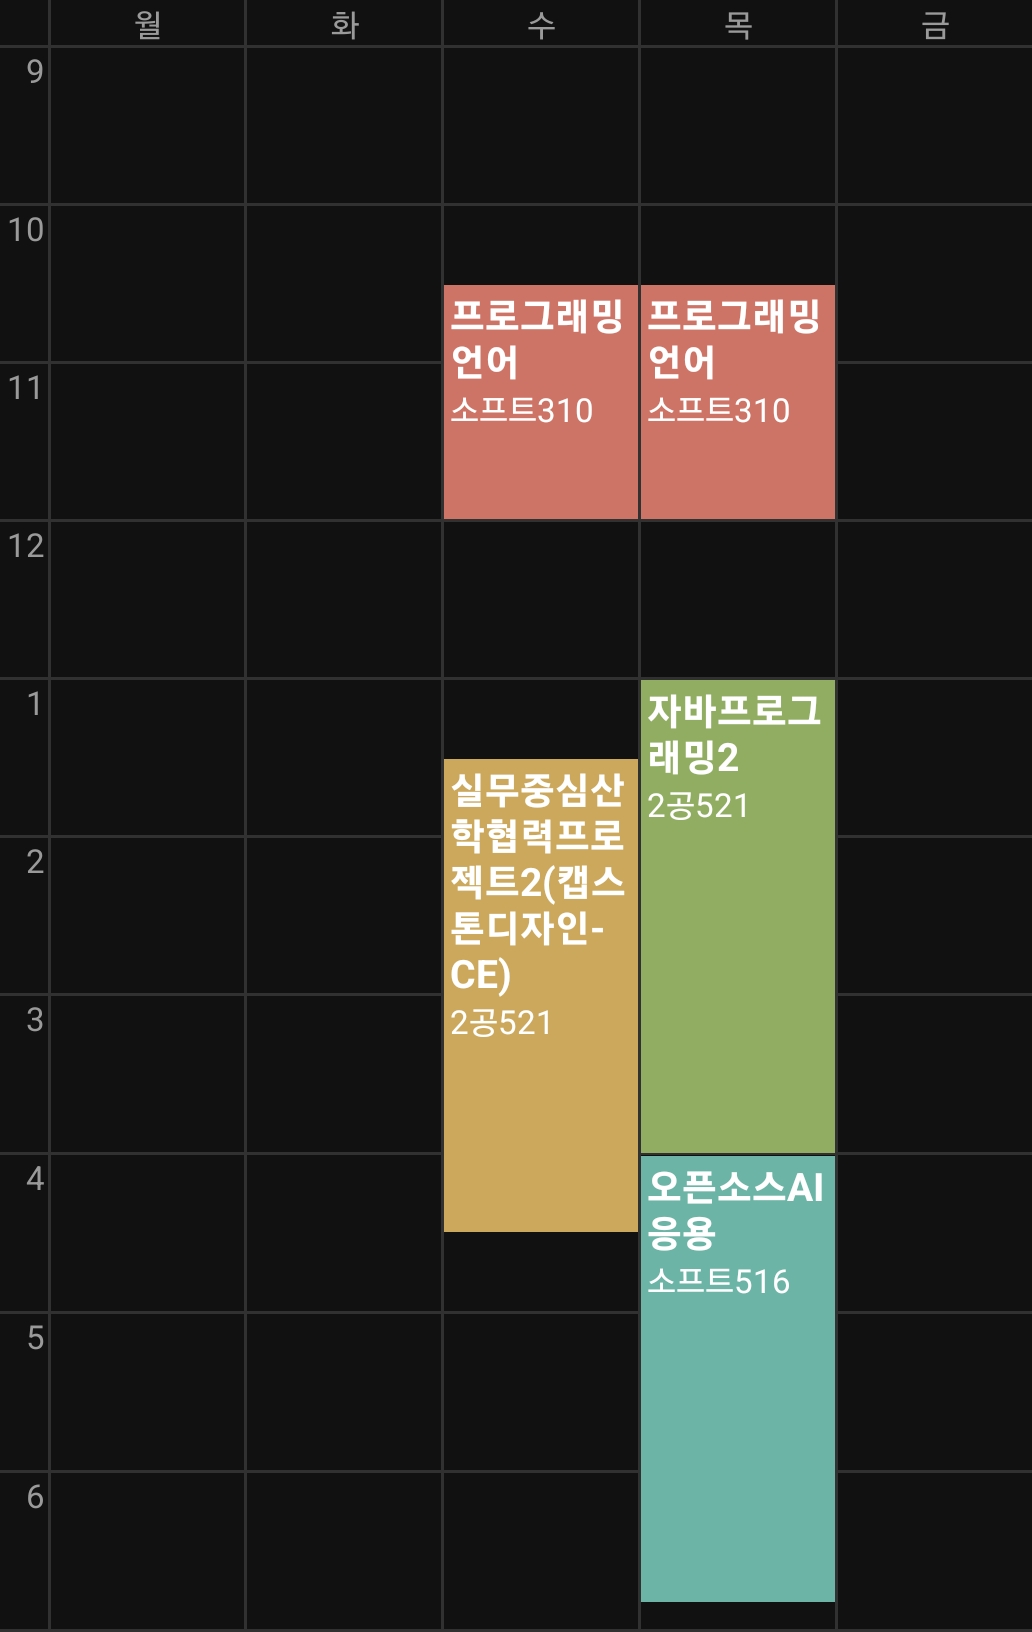 월 화 수 목 금
9
10
프로그래밍
언어
소프트310
프로그래밍
언어
소프트310
11
12
1
자바프로그
래밍2
2공521
실무중심산
학협력프로
젝트2(캡스
톤디자인-
CE)
2공521
2
3
4
오픈소스AI
응용
소프트516
5
6